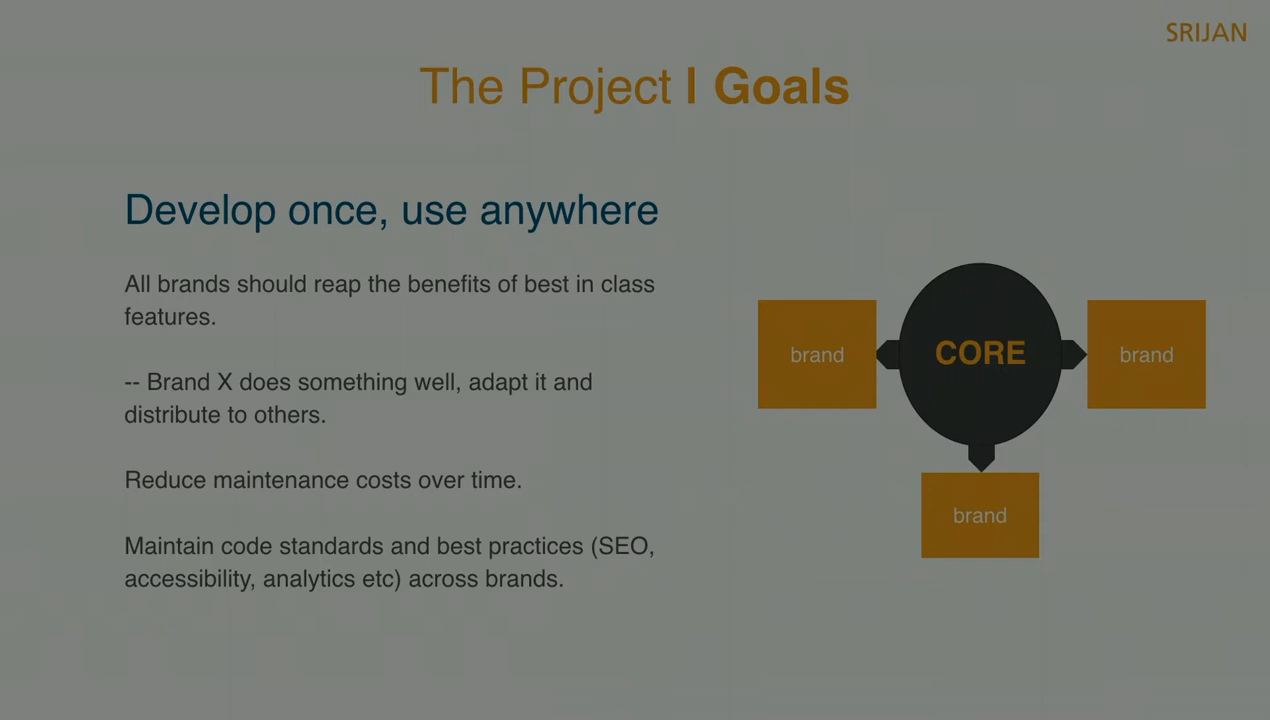 SRIJAN
The Project | Goals
Develop once, use anywhere
All brands should reap the benefits of best in class
features.
-- Brand X does something well, adapt it and
distribute to others.
Reduce maintenance costs over time.
Maintain code standards and best practices (SEO,
accessibility, analytics etc) across brands.
brand
CORE
brand
brand